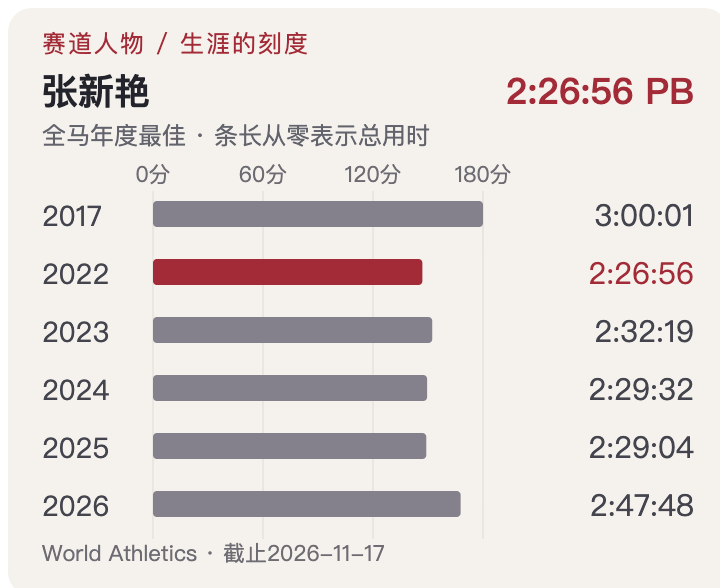 赛道人物 / 生涯的刻度
张新艳 2:26:56 PB
全马年度最佳 · 条长从零表示总用时
0分 60分 120分 180分
2017 3:00:01
2022 2:26:56
2023 2:32:19
2024 2:29:32
2025 2:29:04
2026 2:47:48
World Athletics · 截止2026–11–17